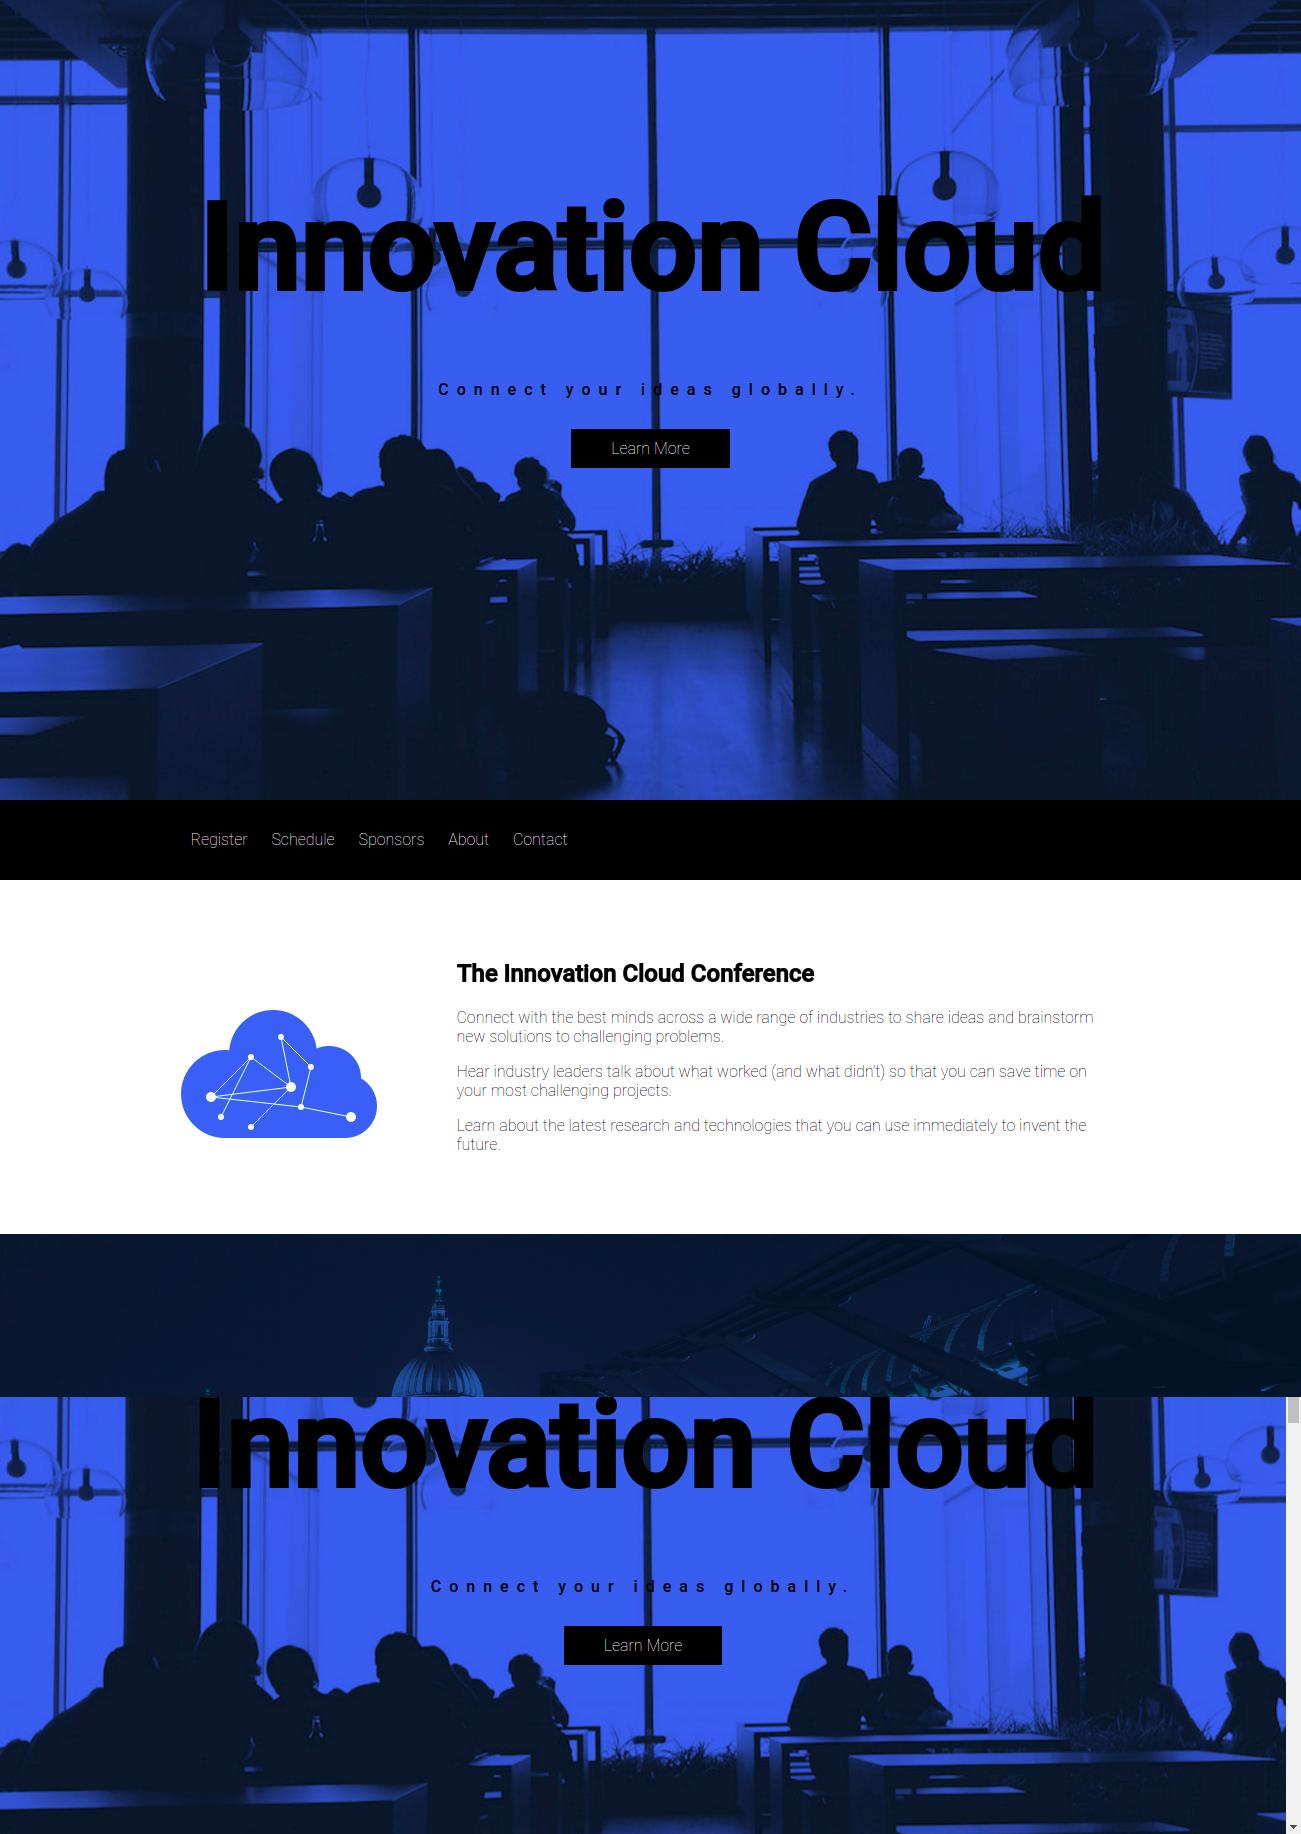 Innovation Cloud
Connect your ideas globally.
Learn More
Register Schedule Sponsors About Contact
The Innovation Cloud Conference
Connect with the best minds across a wide range of industries to share ideas and brainstorm
new solutions to challenging problems.
Hear industry leaders talk about what worked (and what didn't) so that you can save time on
your most challenging projects.
Learn about the latest research and technologies that you can use immediately to invent the
future.
Innovation Cloud
Connect your ideas globally.
Learn More